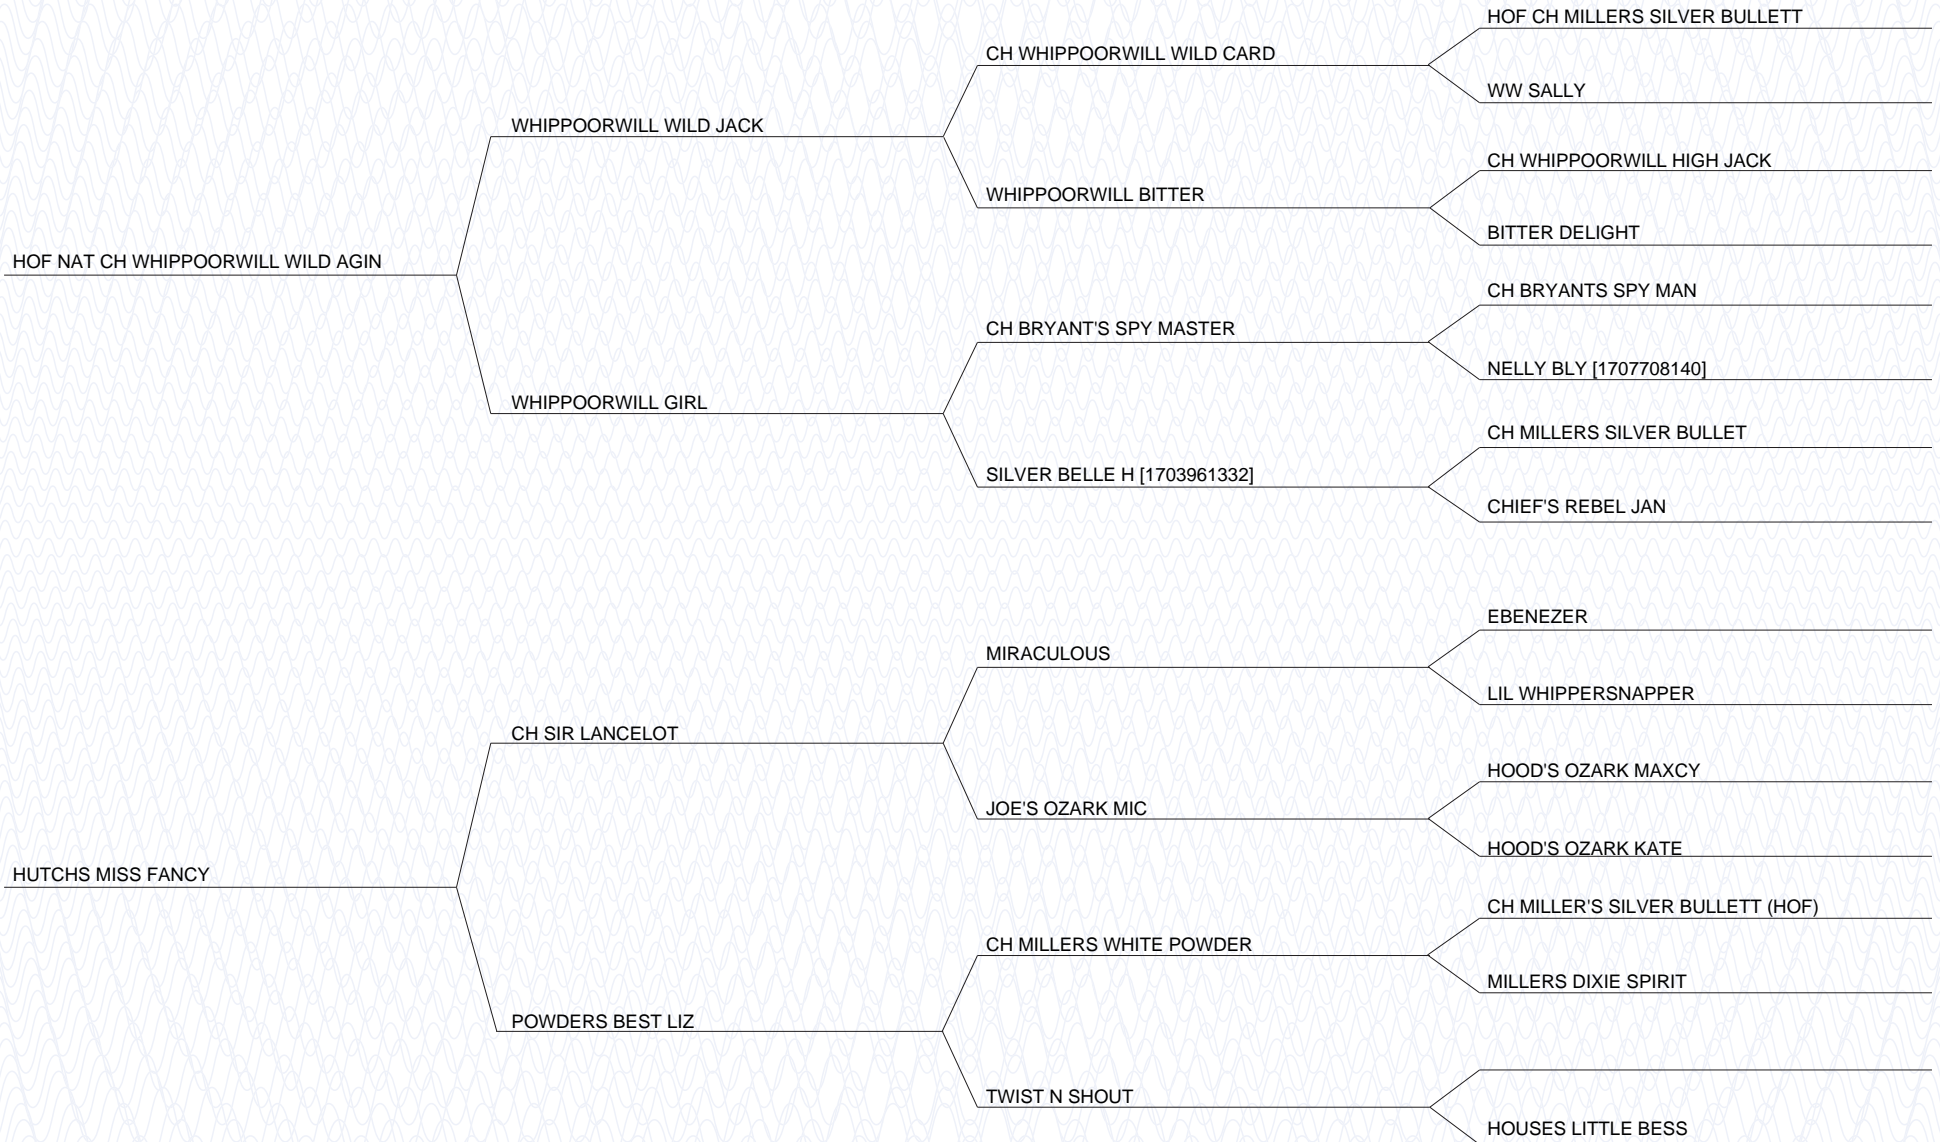 HOF CH MILLERS SILVER BULLETT
CH WHIPPOORWILL WILD CARD
WW SALLY
WHIPPOORWILL WILD JACK
CH WHIPPOORWILL HIGH JACK
WHIPPOORWILL BITTER
BITTER DELIGHT
HOF NAT CH WHIPPOORWILL WILD AGIN
CH BRYANTS SPY MAN
CH BRYANT'S SPY MASTER
NELLY BLY [1707708140]
WHIPPOORWILL GIRL
CH MILLERS SILVER BULLET
SILVER BELLE H [1703961332]
CHIEF'S REBEL JAN
EBENEZER
MIRACULOUS
LIL WHIPPERSNAPPER
CH SIR LANCELOT
HOOD'S OZARK MAXCY
JOE'S OZARK MIC
HOOD'S OZARK KATE
HUTCHS MISS FANCY
CH MILLER'S SILVER BULLETT (HOF)
CH MILLERS WHITE POWDER
MILLERS DIXIE SPIRIT
POWDERS BEST LIZ
TWIST N SHOUT
HOUSES LITTLE BESS